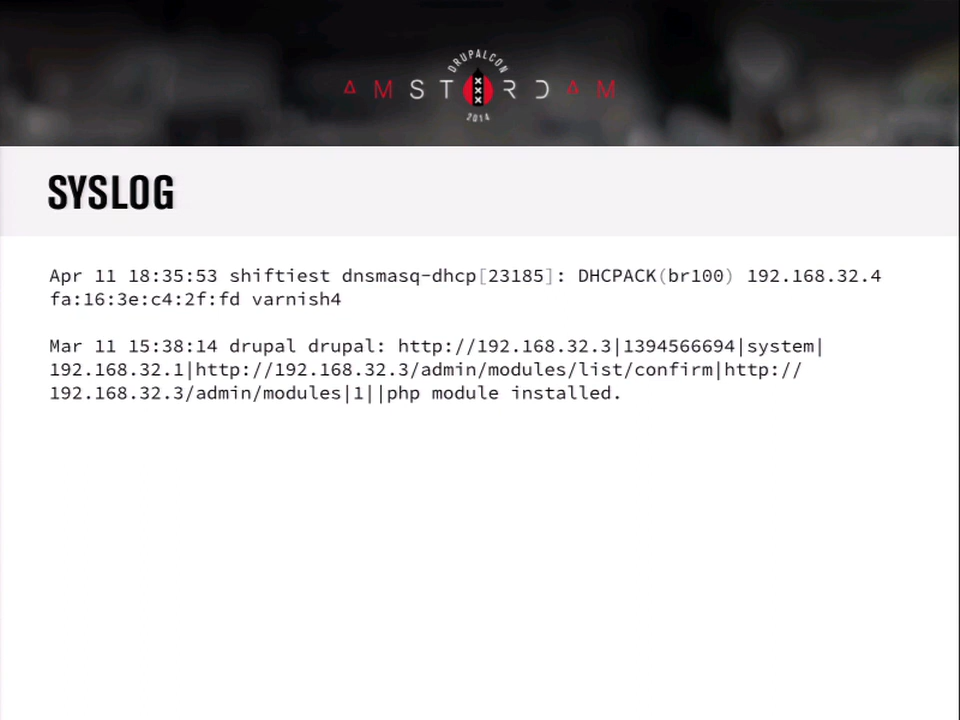 DRUPALCON
AMSTERDAM
2014
SYSLOG
Apr 11 18:35:53 shiftiest dnsmasq-dhcp[23185]: DHCPACK(br100) 192.168.32.4
fa:16:3e:c4:2f:fd varnish4
Mar 11 15:38:14 drupal drupal: http://192.168.32.3|1394566694|system|
192.168.32.1|http://192.168.32.3/admin/modules/list/confirm|http://
192.168.32.3/admin/modules|1||php module installed.